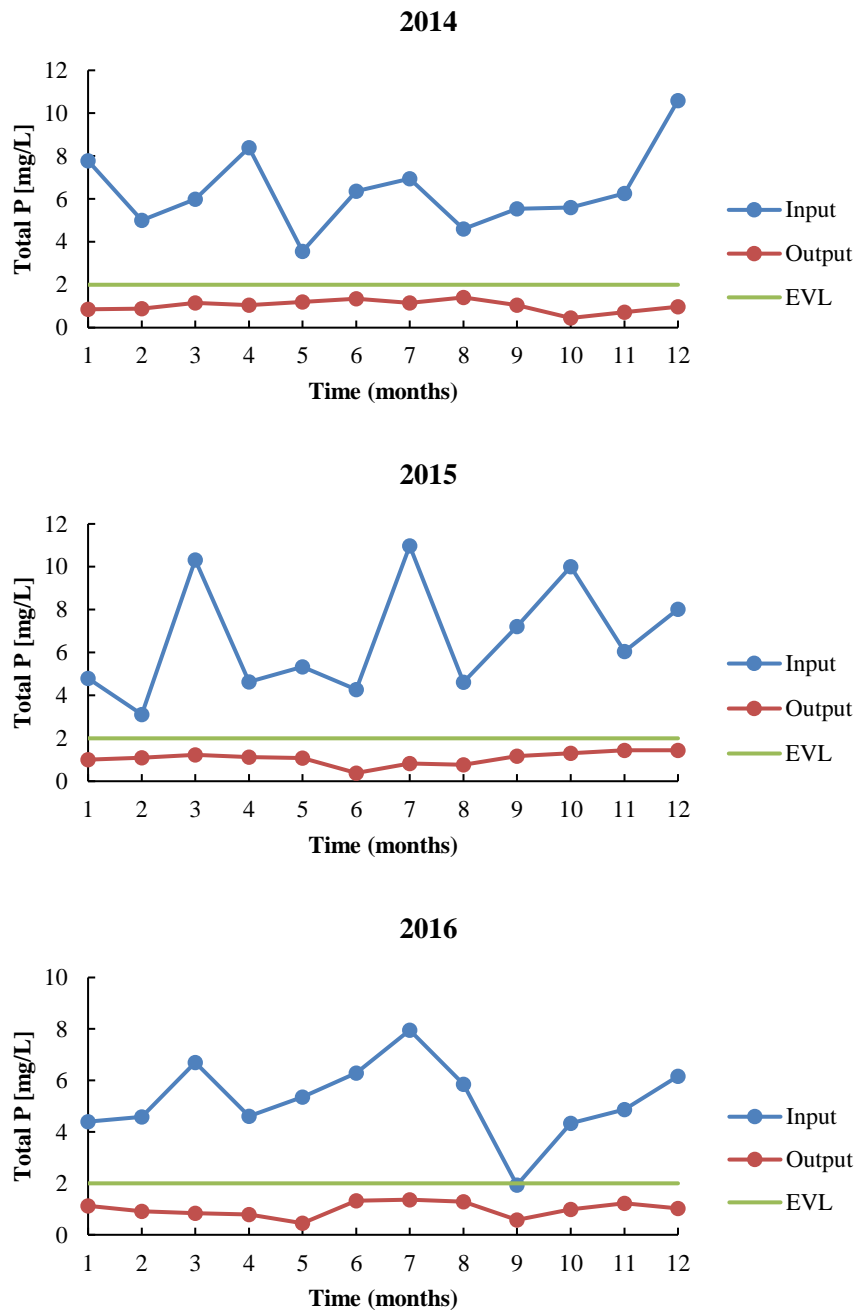 2014
12
10
8
6
4
2
0
Total P [mg/L]
1 2 3 4 5 6 7 8 9 10 11 12
Time (months)
Input
Output
EVL
2015
12
10
8
6
4
2
0
Total P [mg/L]
1 2 3 4 5 6 7 8 9 10 11 12
Time (months)
Input
Output
EVL
2016
10
8
6
4
2
0
Total P [mg/L]
1 2 3 4 5 6 7 8 9 10 11 12
Time (months)
Input
Output
EVL